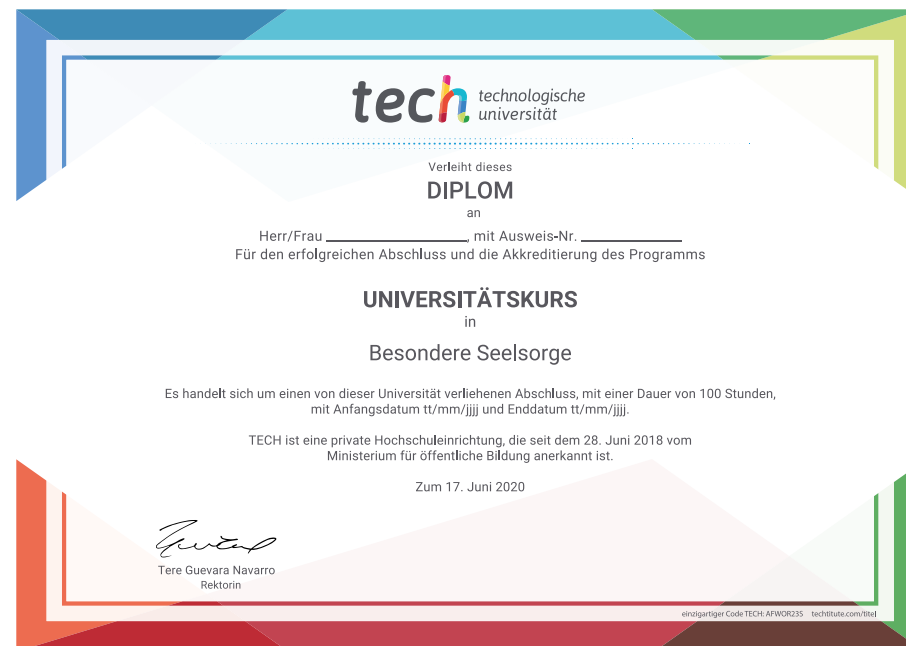 tech technologische
universität
Verleiht dieses
DIPLOM
an
Herr/Frau ____________, mit Ausweis-Nr. ____________
Für den erfolgreichen Abschluss und die Akkreditierung des Programms
UNIVERSITÄTSKURS
in
Besondere Seelsorge
Es handelt sich um einen von dieser Universität verliehenen Abschluss, mit einer Dauer von 100 Stunden,
mit Anfangsdatum tt/mm/jjjj und Enddatum tt/mm/jjjj.
TECH ist eine private Hochschuleinrichtung, die seit dem 28. Juni 2018 vom
Ministerium für öffentliche Bildung anerkannt ist.
Zum 17. Juni 2020
Tere Guevara Navarro
Rektorin
einzigartiger Code TECH: AFWOR23S techtitute.com/titel